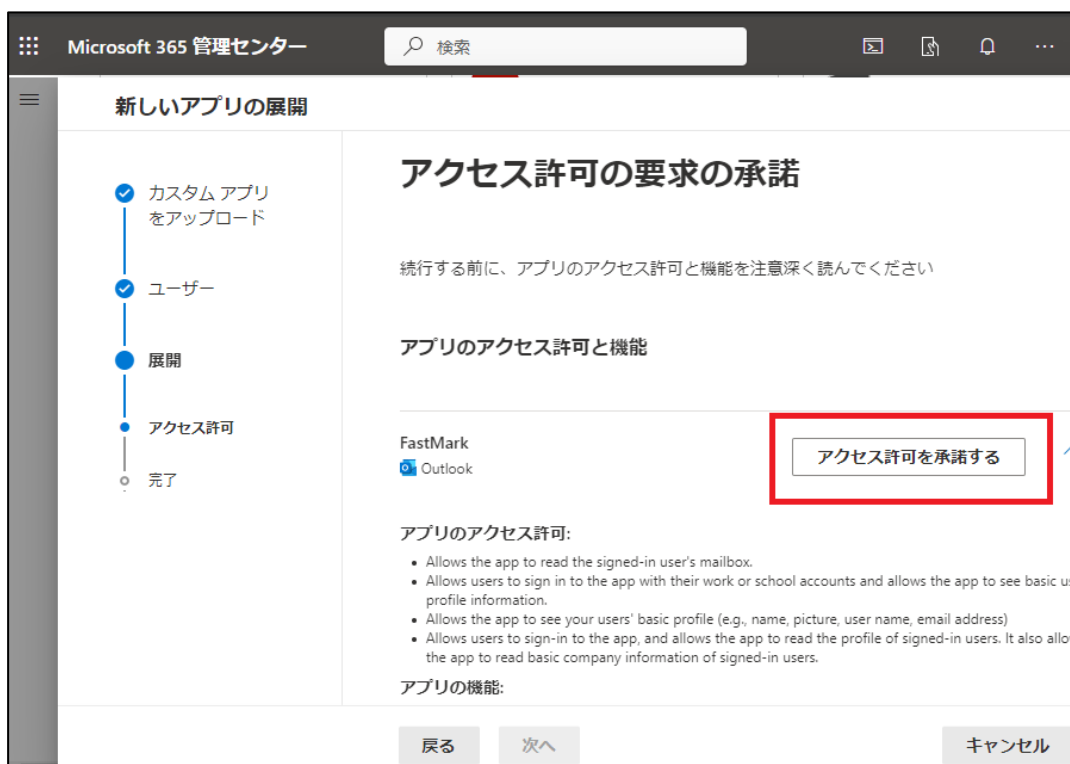 Microsoft 365 管理センター
検索
新しいアプリの展開
カスタム アプリ
をアップロード
ユーザー
展開
アクセス許可
完了
アクセス許可の要求の承諾
続行する前に、アプリのアクセス許可と機能を注意深く読んでください
アプリのアクセス許可と機能
FastMark
Outlook
アクセス許可を承諾する
アプリのアクセス許可:
• Allows the app to read the signed-in user's mailbox.
• Allows users to sign in to the app with their work or school accounts and allows the app to see basic us
profile information.
• Allows the app to see your users' basic profile (e.g., name, picture, user name, email address)
• Allows users to sign-in to the app, and allows the app to read the profile of signed-in users. It also allo
the app to read basic company information of signed-in users.
アプリの機能:
戻る
次へ
キャンセル